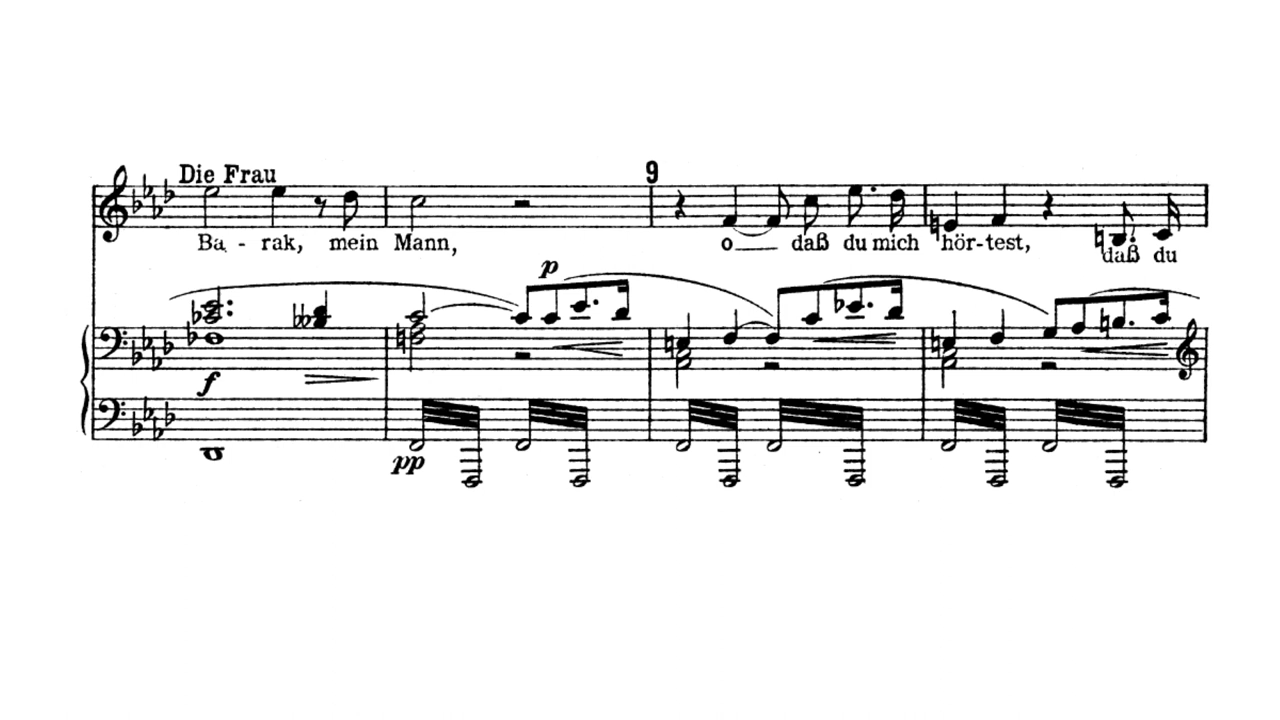 Die Frau
9
Ba - rak, mein Mann, o daß du mich hör-test, daß du
p
f
pp